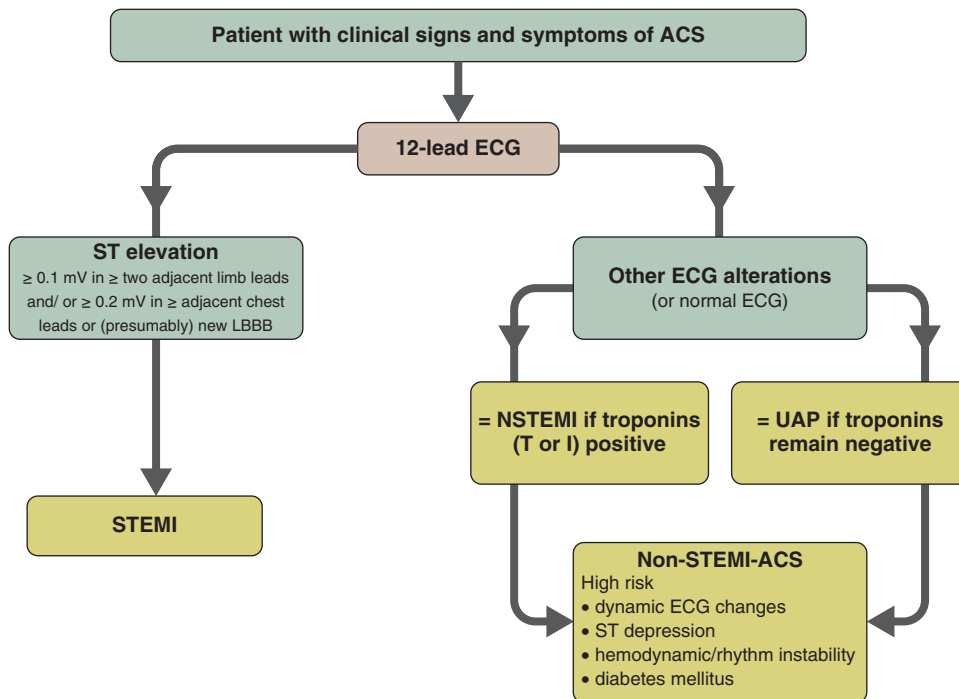 Patient with clinical signs and symptoms of ACS
12-lead ECG
ST elevation
≥ 0.1 mV in ≥ two adjacent limb leads
and/ or ≥ 0.2 mV in ≥ adjacent chest
leads or (presumably) new LBBB
Other ECG alterations
(or normal ECG)
= NSTEMI if troponins
(T or I) positive
= UAP if troponins
remain negative
STEMI
Non-STEMI-ACS
High risk
• dynamic ECG changes
• ST depression
• hemodynamic/rhythm instability
• diabetes mellitus